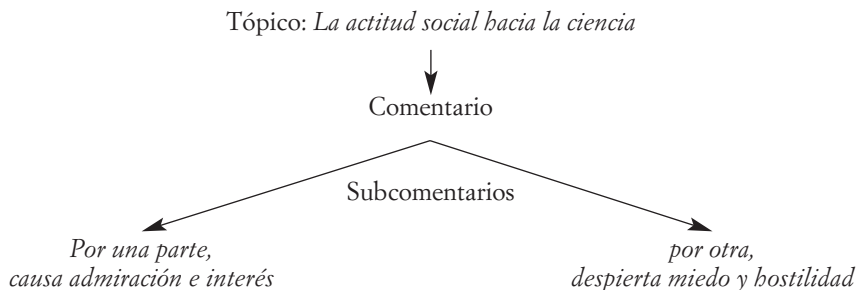 Tópico: La actitud social hacia la ciencia
Comentario
Subcomentarios
Por una parte,
causa admiración e interés
por otra,
despierta miedo y hostilidad